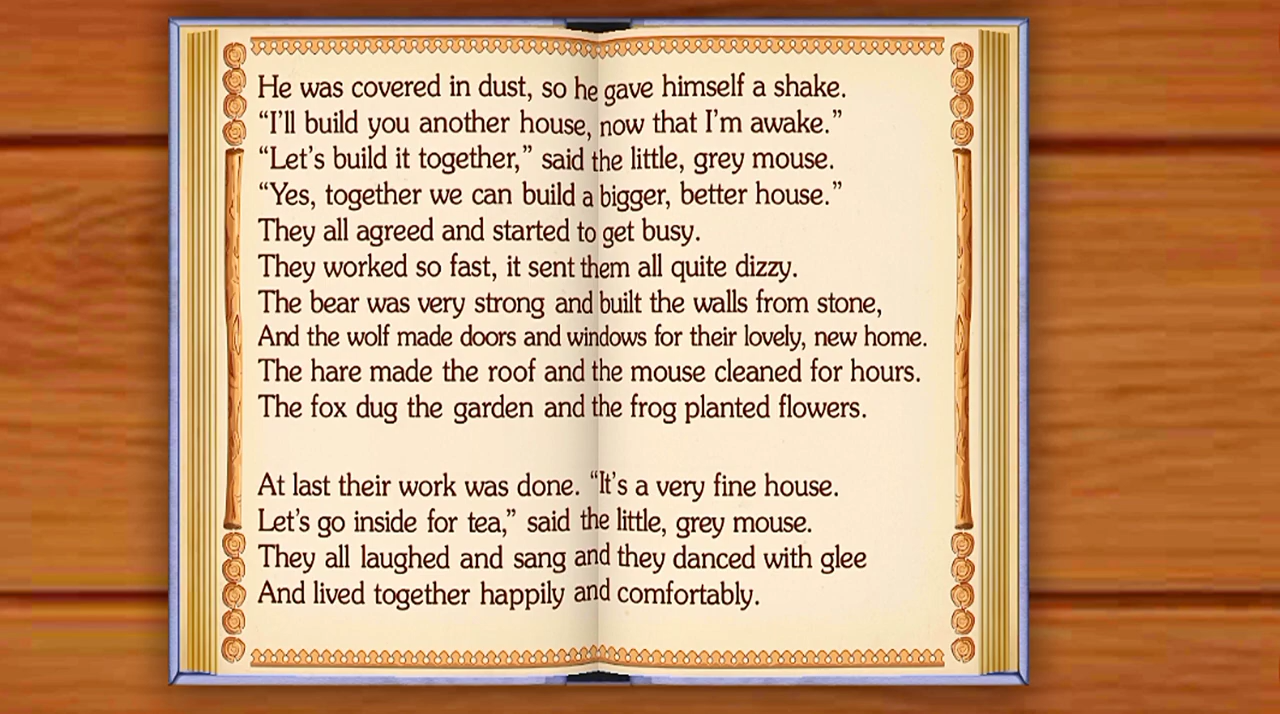 He was covered in dust, so he gave himself a shake.
“I’ll build you another house, now that I’m awake.”
“Let’s build it together,” said the little, grey mouse.
“Yes, together we can build a bigger, better house.”
They all agreed and started to get busy.
They worked so fast, it sent them all quite dizzy.
The bear was very strong and built the walls from stone,
And the wolf made doors and windows for their lovely, new home.
The hare made the roof and the mouse cleaned for hours.
The fox dug the garden and the frog planted flowers.
At last their work was done. “It’s a very fine house.
Let’s go inside for tea,” said the little, grey mouse.
They all laughed and sang and they danced with glee
And lived together happily and comfortably.